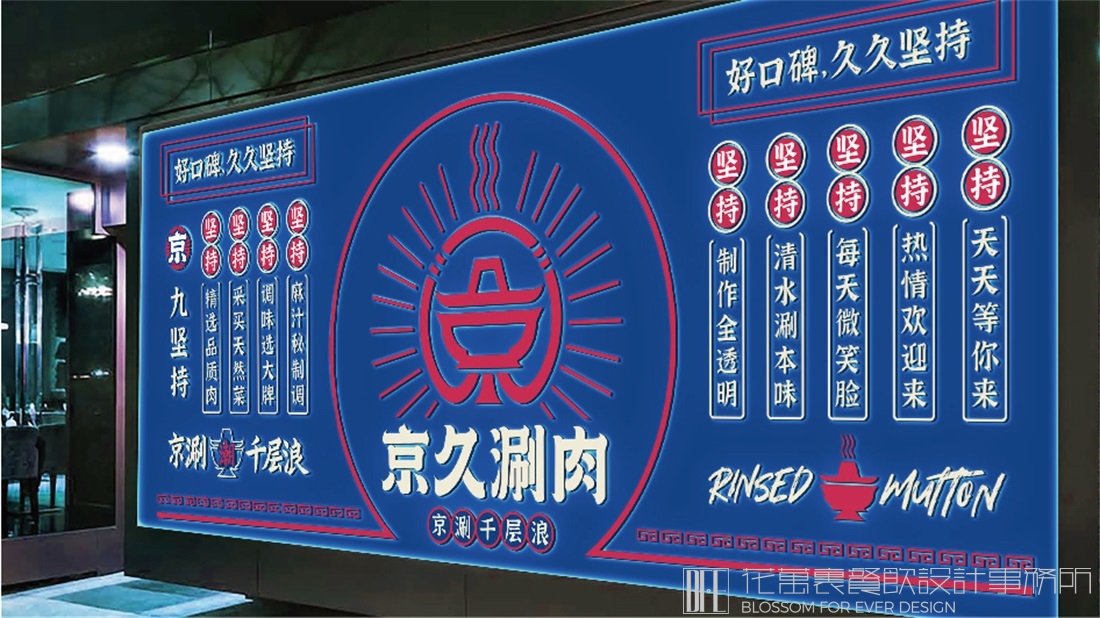 好口碑,久久坚持
京九坚持
坚持精选品质肉
坚持采买天然菜
坚持调味选大牌
坚持麻汁秘制调
京涮潮千层浪
京久涮肉
京涮千层浪
好口碑,久久坚持
坚持制作全透明
坚持清水涮本味
坚持每天微笑脸
坚持热情欢迎来
坚持天天等你来
RINSED MUTTON
花萬裏餐飲設計事務所
BLOSSOM FOR EVER DESIGN